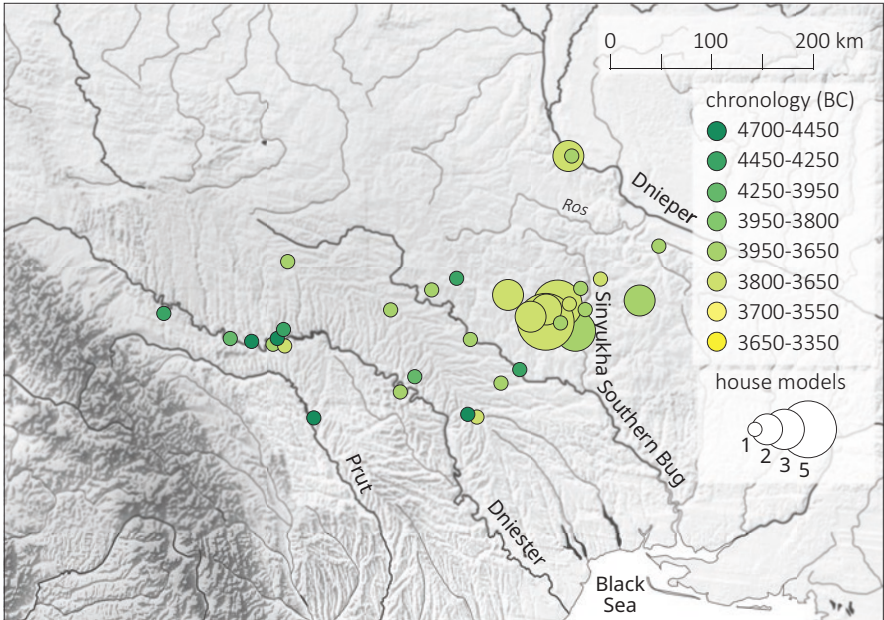 0 100 200 km
chronology (BC)
4700-4450
4450-4250
4250-3950
3950-3800
3950-3650
3800-3650
3700-3550
3650-3350
house models
1 2 3 5
Dnieper
Ros
Sinyukha
Southern Bug
Prut
Dniester
Black
Sea